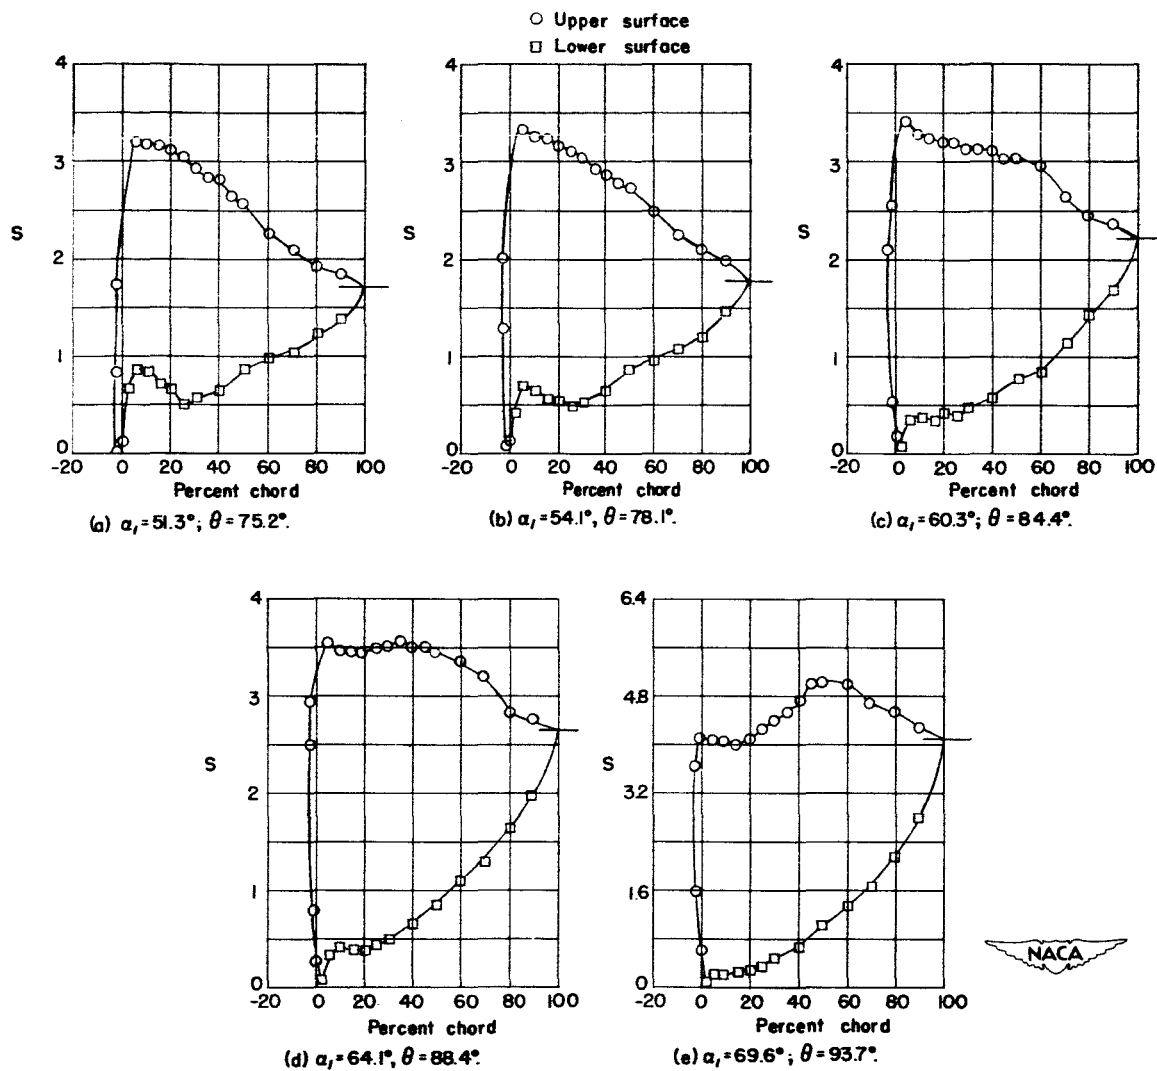 Upper surface
Lower surface
4
3
S
2
1
0
-20 0 20 40 60 80 100
Percent chord
(a) α₁=51.3°; θ=75.2°.
4
3
S
2
1
0
-20 0 20 40 60 80 100
Percent chord
(b) α₁=54.1°, θ=78.1°.
4
3
S
2
1
0
-20 0 20 40 60 80 100
Percent chord
(c) α₁=60.3°; θ=84.4°.
4
3
S
2
1
0
-20 0 20 40 60 80 100
Percent chord
(d) α₁=64.1°, θ=88.4°.
6.4
4.8
S
3.2
1.6
0
-20 0 20 40 60 80 100
Percent chord
(e) α₁=69.6°; θ=93.7°.
NACA